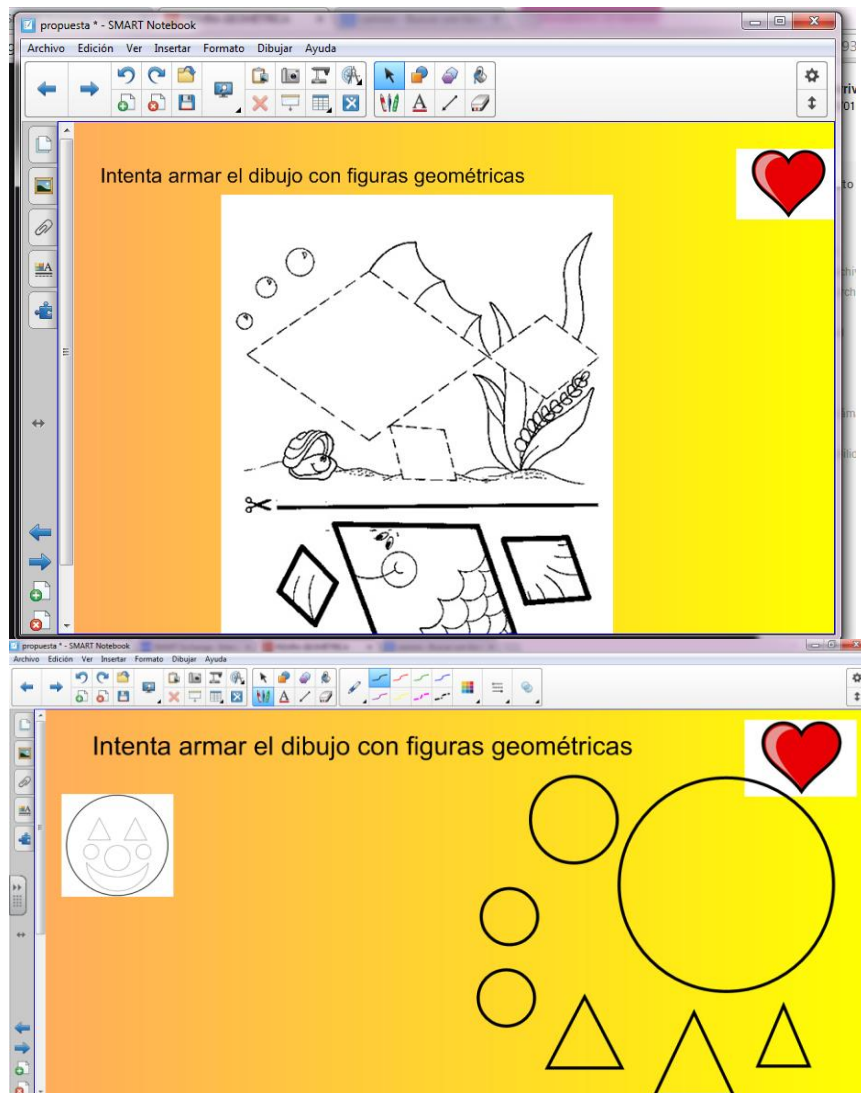 propuesta * - SMART Notebook
Archivo Edición Ver Insertar Formato Dibujar Ayuda
Intenta armar el dibujo con figuras geométricas
propuesta * - SMART Notebook
Archivo Edición Ver Insertar Formato Dibujar Ayuda
Intenta armar el dibujo con figuras geométricas